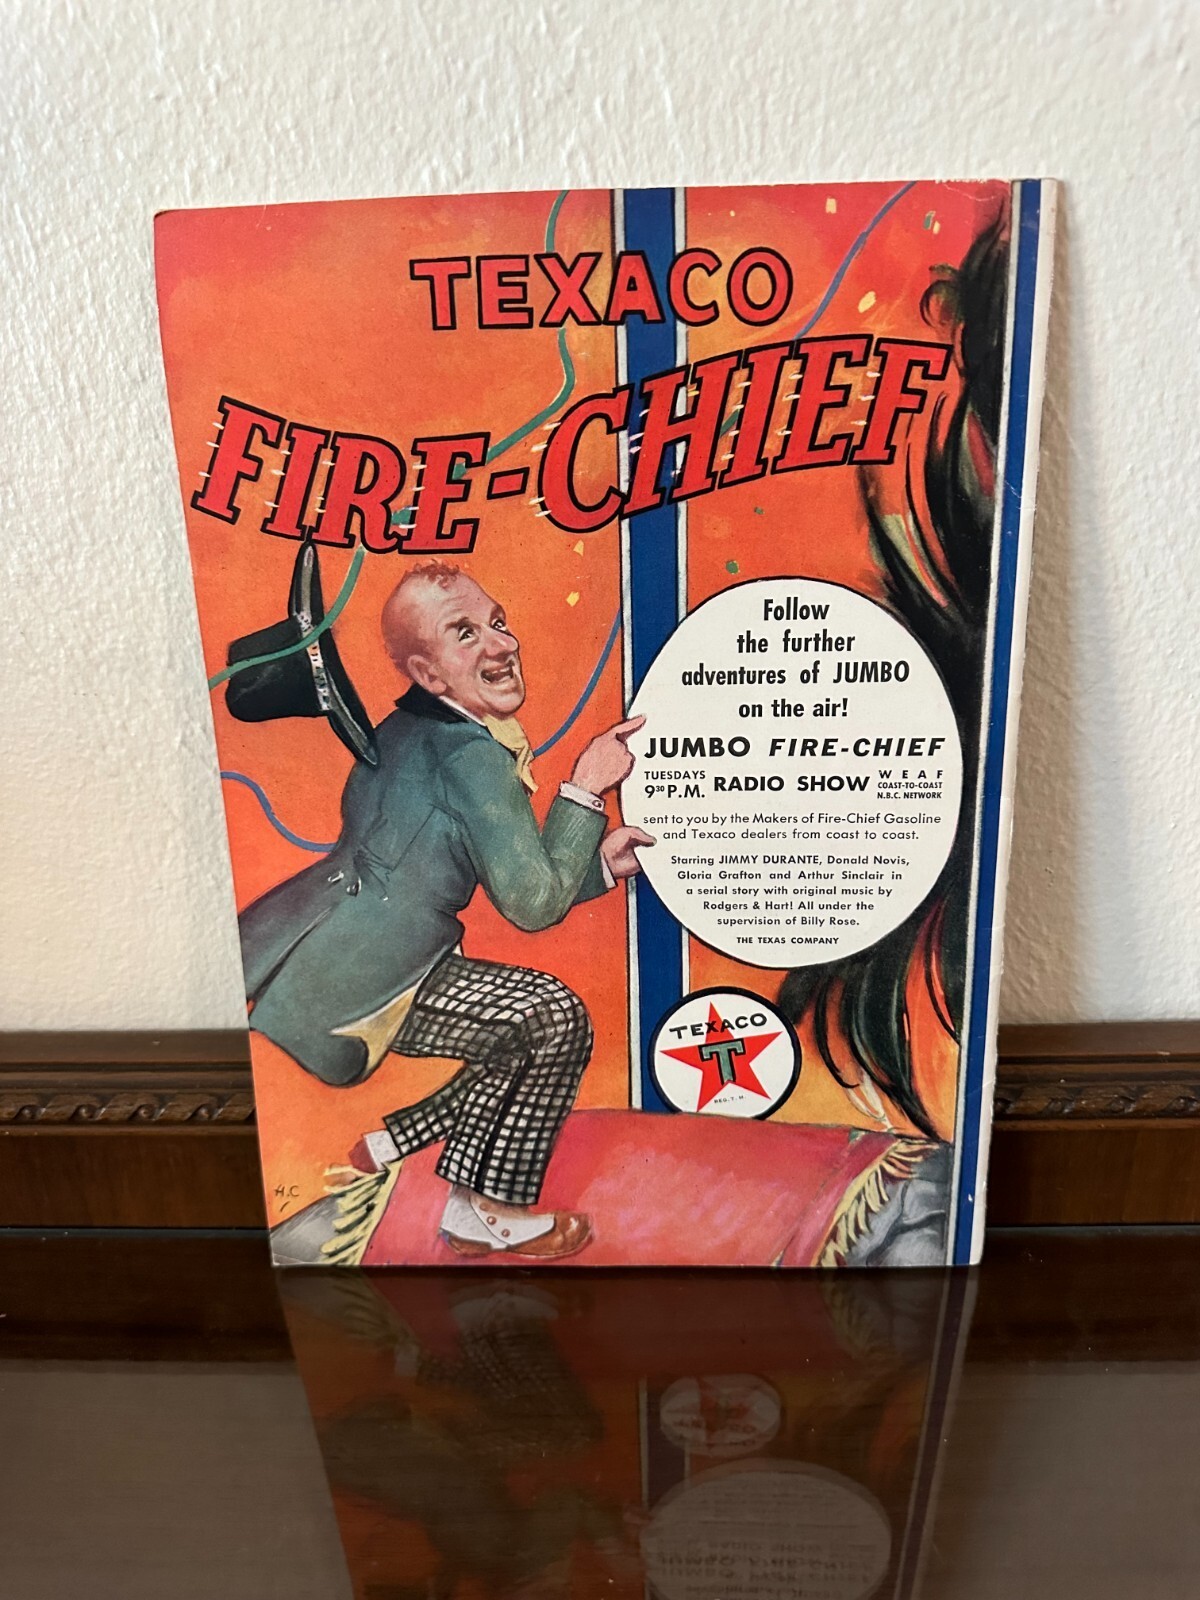 TEXACO
FIRE-CHIEF
Follow
the further
adventures of JUMBO
on the air!
JUMBO FIRE-CHIEF
TUESDAYS
9³⁰ P.M.
RADIO SHOW
WEAF
COAST-TO-COAST
N.B.C. NETWORK
sent to you by the Makers of Fire-Chief Gasoline
and Texaco dealers from coast to coast.
Starring JIMMY DURANTE, Donald Novis,
Gloria Grafton and Arthur Sinclair in
a serial story with original music by
Rodgers & Hart! All under the
supervision of Billy Rose.
THE TEXAS COMPANY
TEXACO
T
REG. T. M.
H.C